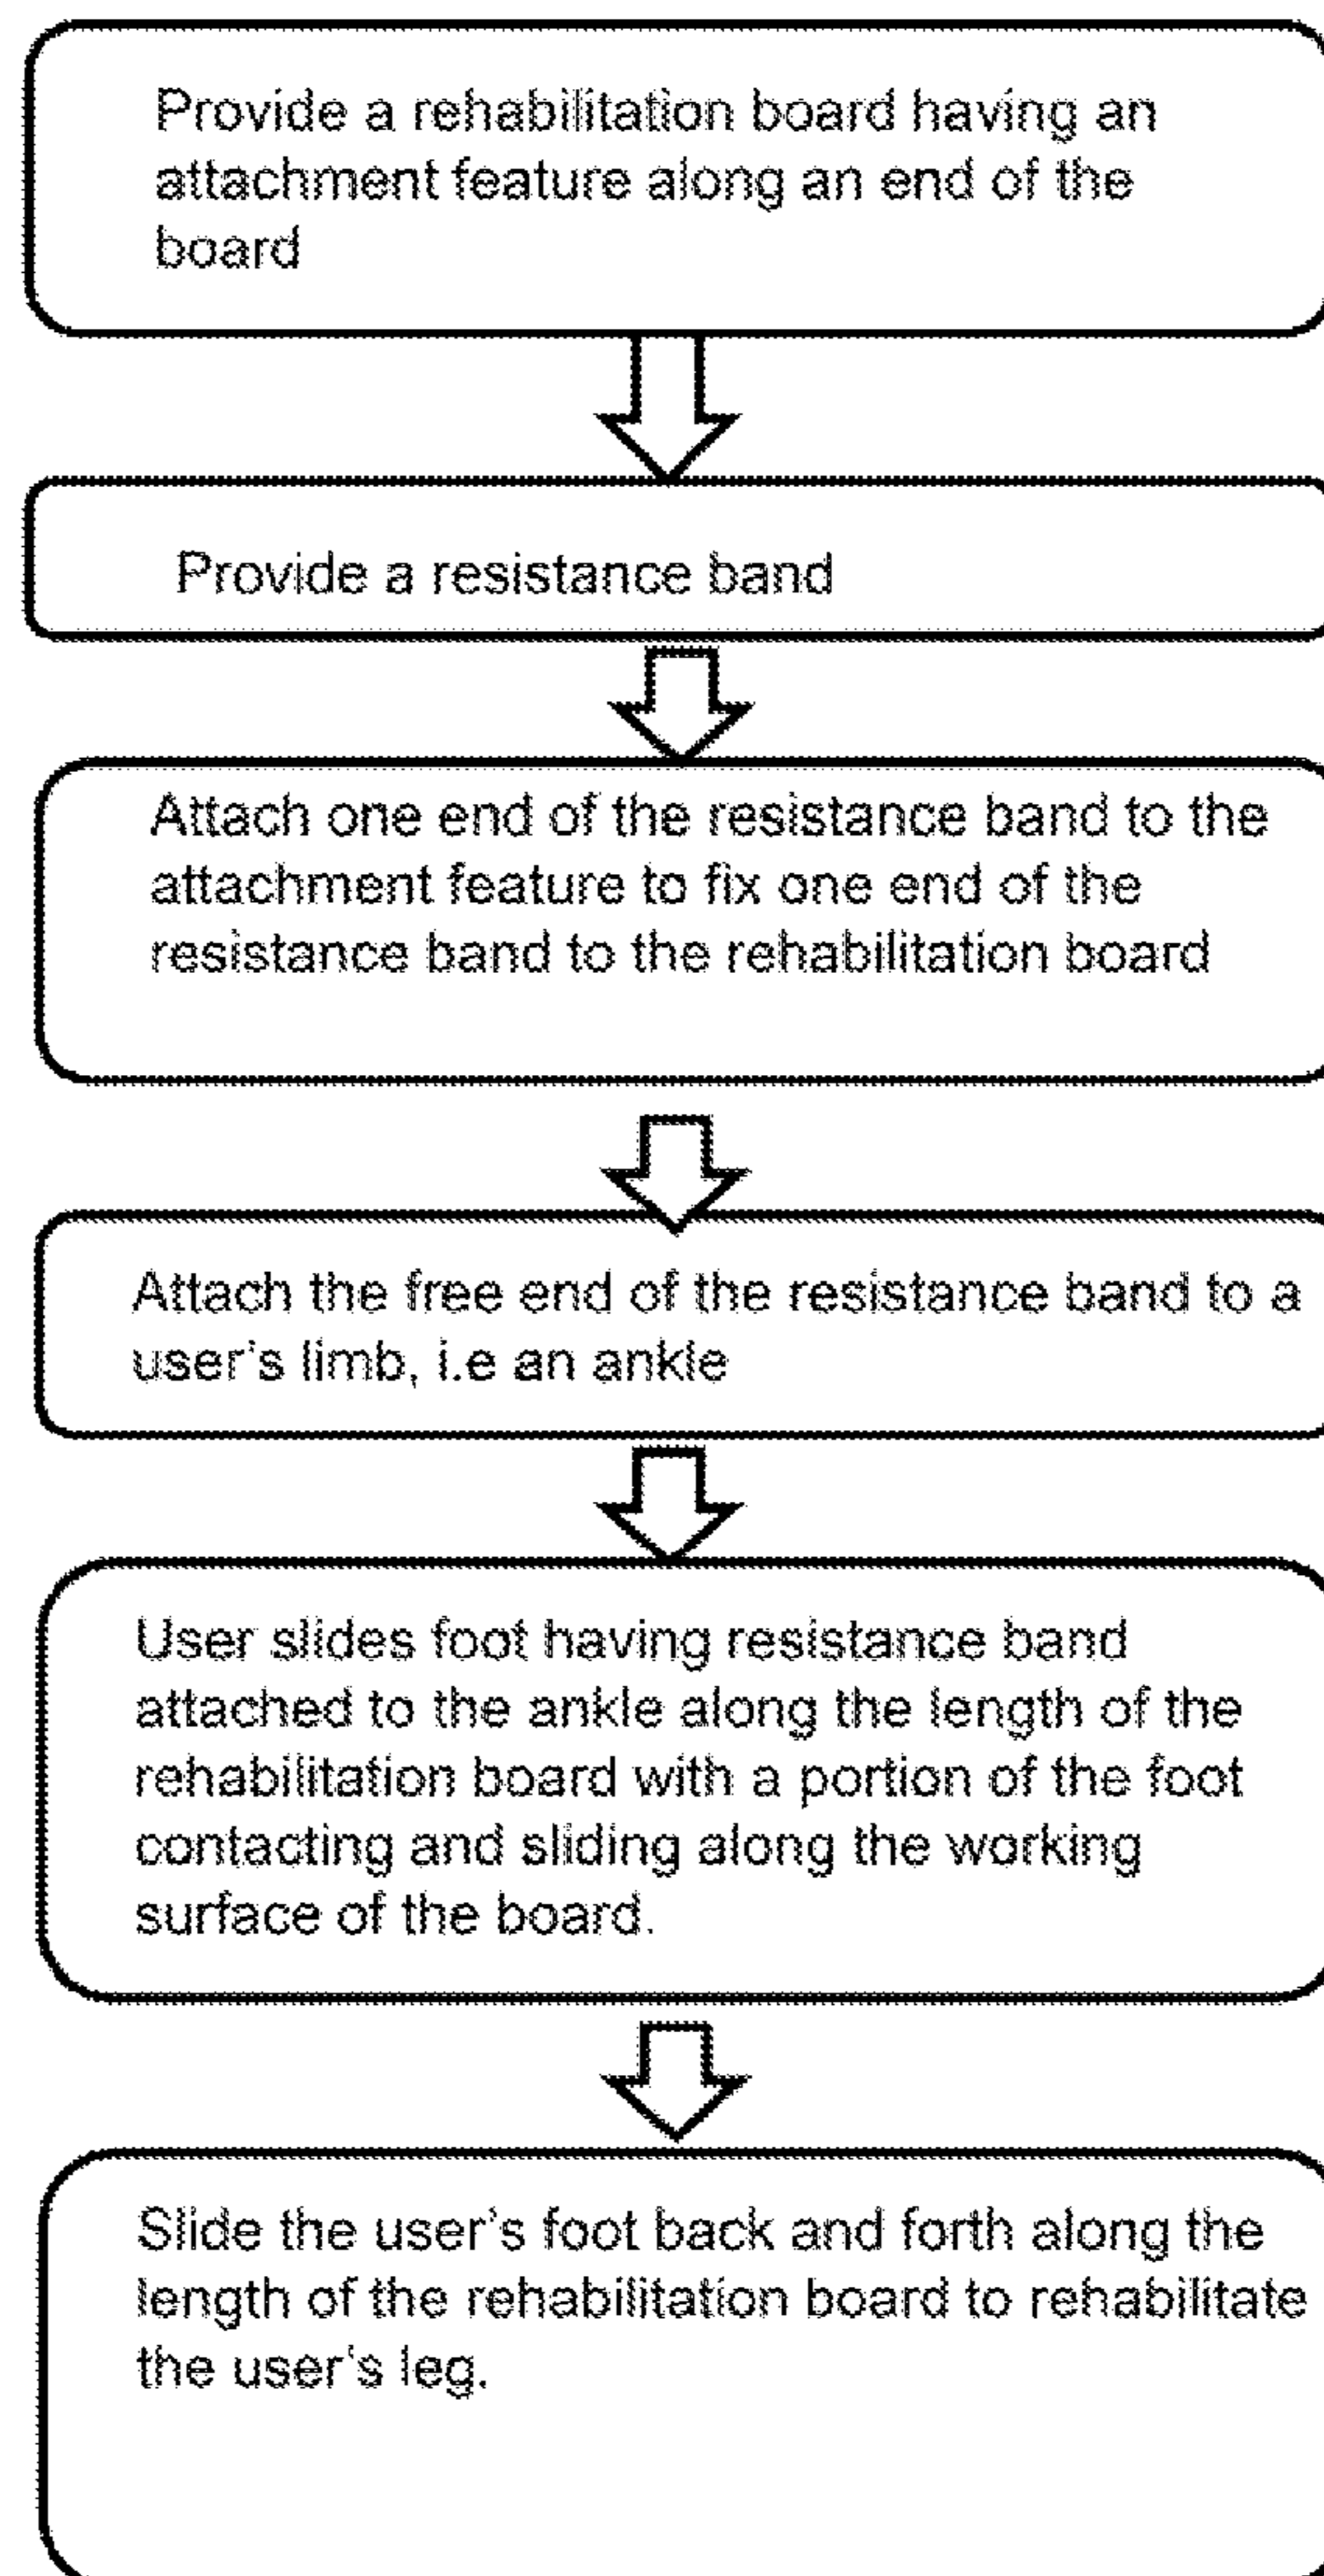 Provide a rehabilitation board having an
attachment feature along an end of the
board
Provide a resistance band
Attach one end of the resistance band to the
attachment feature to fix one end of the
resistance band to the rehabilitation board
Attach the free end of the resistance band to a
user's limb, i.e an ankle
User slides foot having resistance band
attached to the ankle along the length of the
rehabilitation board with a portion of the foot
contacting and sliding along the working
surface of the board.
Slide the user's foot back and forth along the
length of the rehabilitation board to rehabilitate
the user's leg.